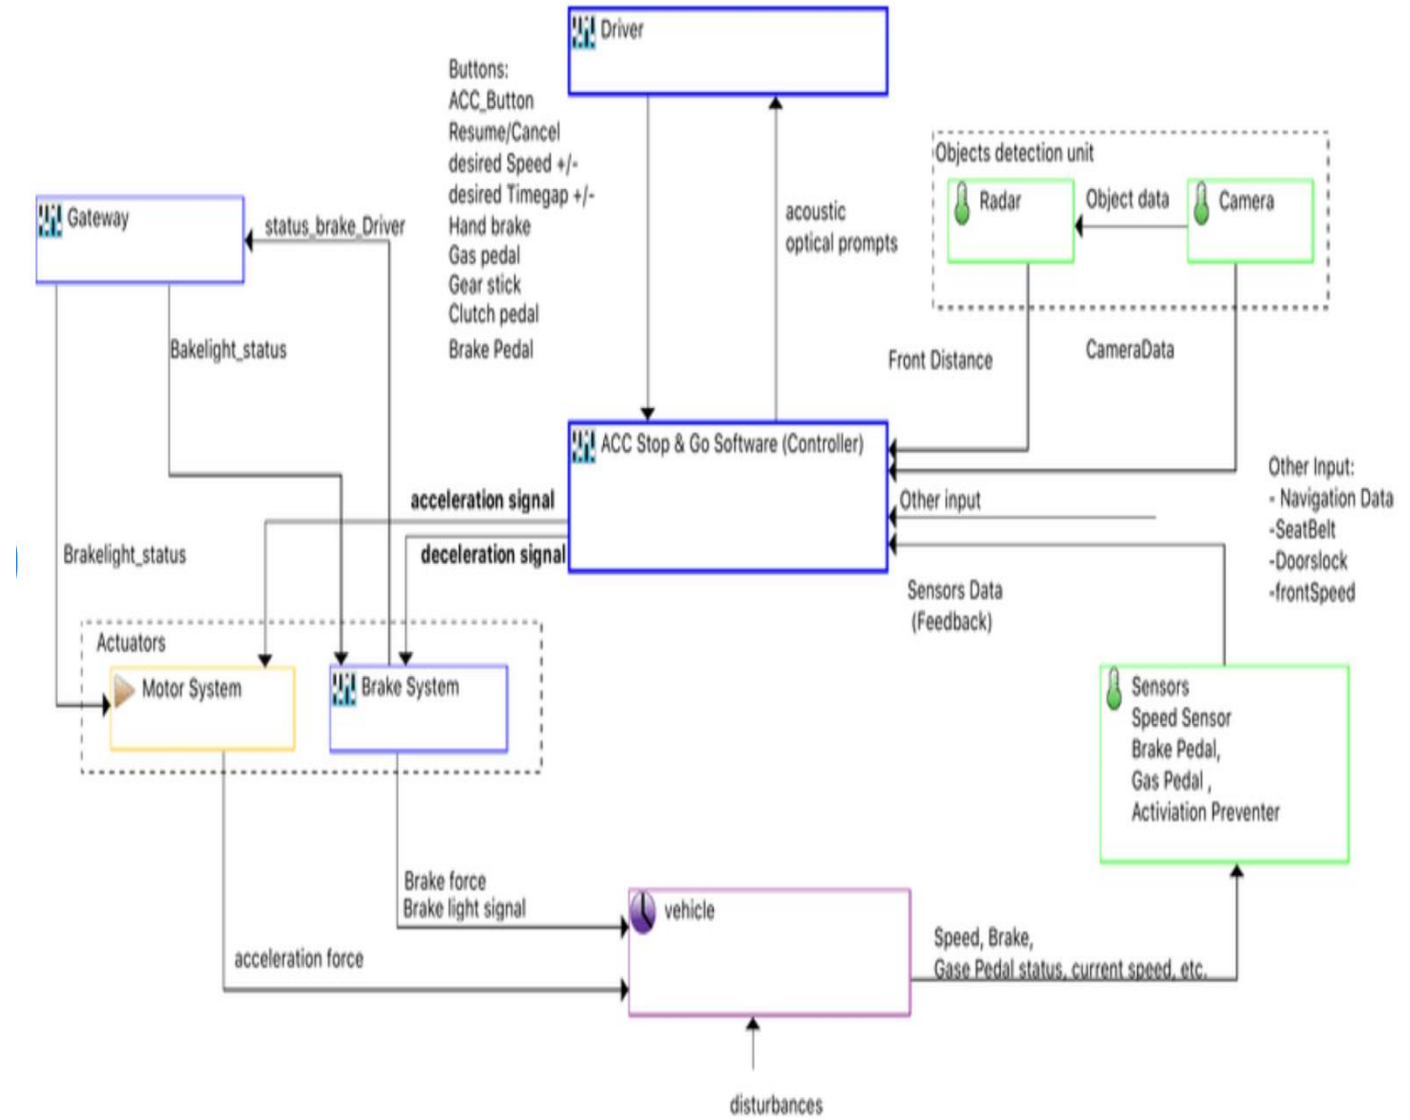 Driver
Buttons:
ACC_Button
Resume/Cancel
desired Speed +/-
desired Timegap +/-
Hand brake
Gas pedal
Gear stick
Clutch pedal
Brake Pedal
acoustic
optical prompts
Objects detection unit
Radar
Object data
Camera
Gateway
status_brake_Driver
Bakelight_status
Front Distance
CameraData
ACC Stop & Go Software (Controller)
acceleration signal
deceleration signal
Other input
Other Input:
- Navigation Data
-SeatBelt
-Doorslock
-frontSpeed
Brakelight_status
Sensors Data
(Feedback)
Actuators
Motor System
Brake System
Sensors
Speed Sensor
Brake Pedal,
Gas Pedal ,
Activiation Preventer
Brake force
Brake light signal
acceleration force
vehicle
Speed, Brake,
Gase Pedal status, current speed, etc.
disturbances